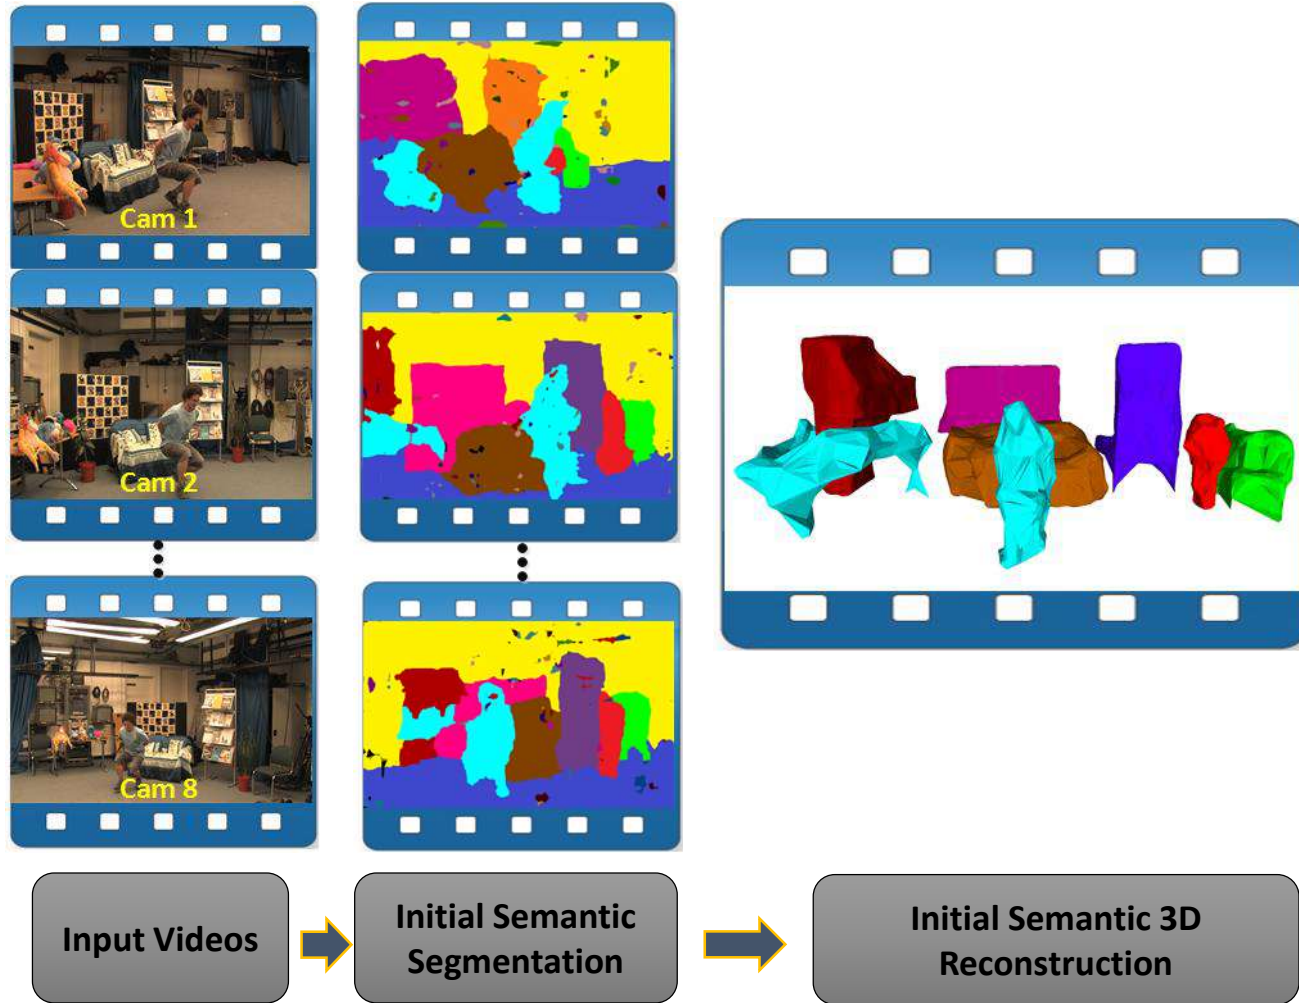 Cam 1
Cam 2
Cam 8
Input Videos
Initial Semantic
Segmentation
Initial Semantic 3D
Reconstruction